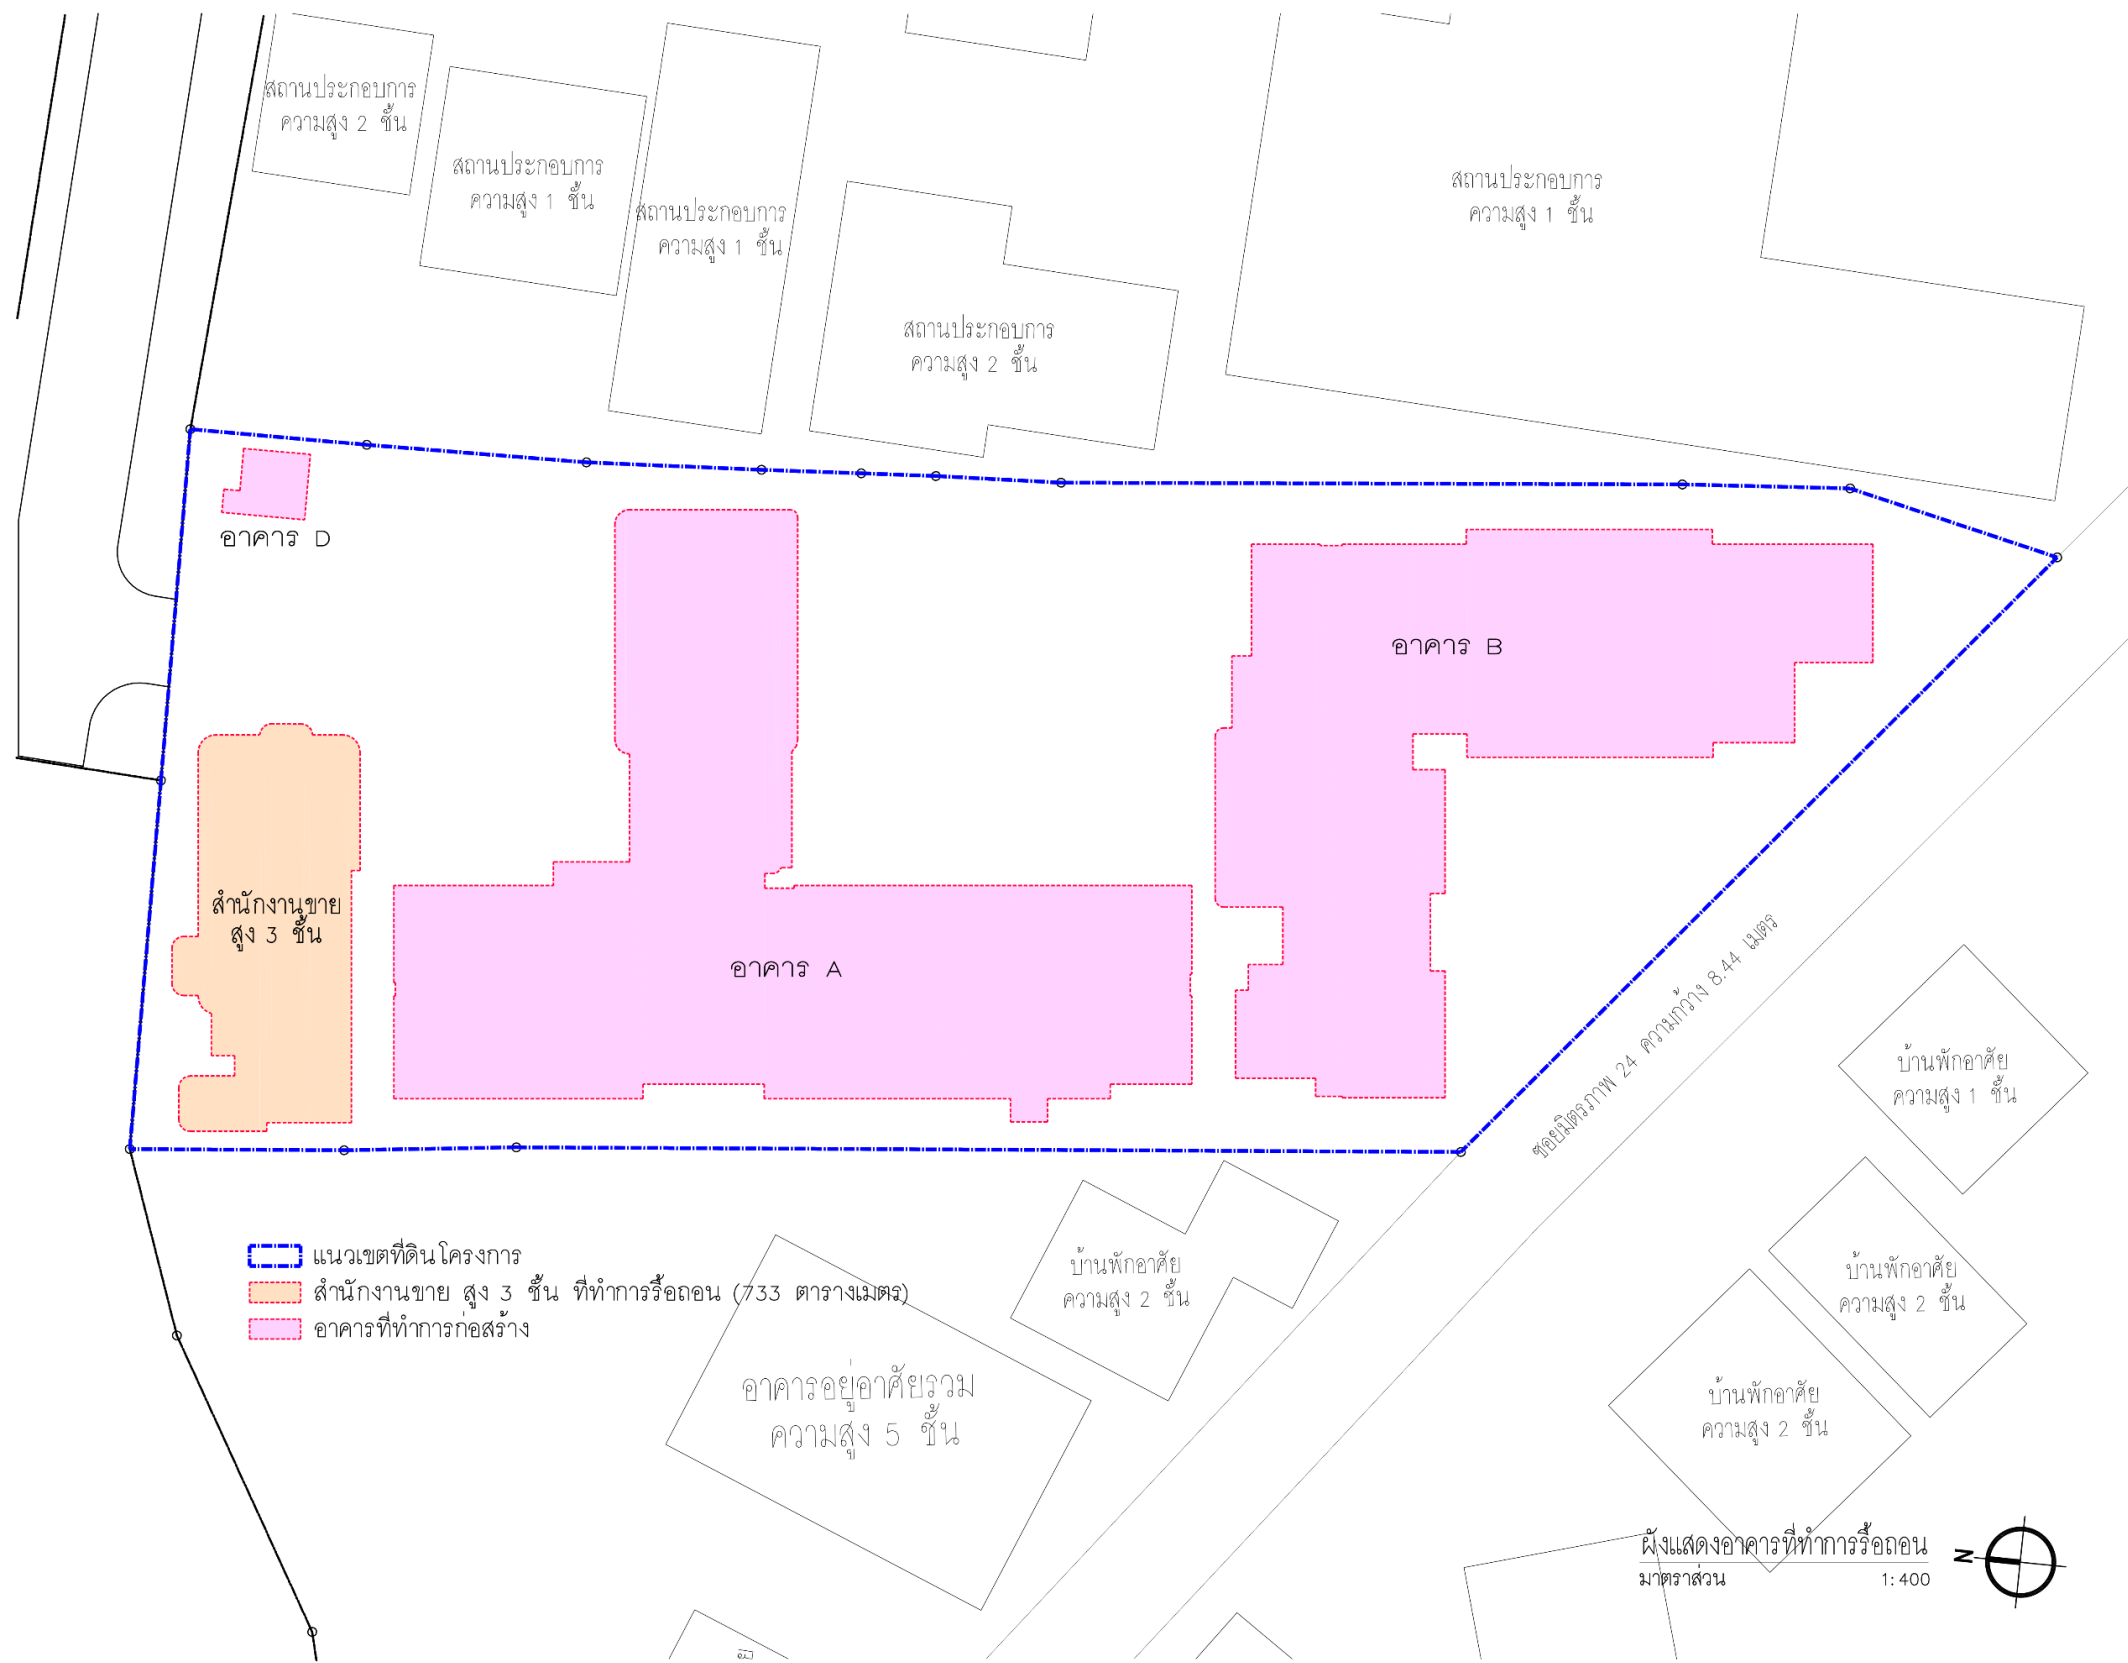 สถานประกอบการ
ความสูง 2 ชั้น
สถานประกอบการ
ความสูง 1 ชั้น
สถานประกอบการ
ความสูง 1 ชั้น
สถานประกอบการ
ความสูง 1 ชั้น
สถานประกอบการ
ความสูง 2 ชั้น
อาคาร D
อาคาร B
สำนักงานขาย
สูง 3 ชั้น
อาคาร A
ซอยมิตรภาพ 24 ความกว้าง 8.44 เมตร
บ้านพักอาศัย
ความสูง 1 ชั้น
แนวเขตที่ดินโครงการ
สำนักงานขาย สูง 3 ชั้น ที่ทำการรื้อถอน (733 ตารางเมตร)
อาคารที่ทำการก่อสร้าง
บ้านพักอาศัย
ความสูง 2 ชั้น
บ้านพักอาศัย
ความสูง 2 ชั้น
อาคารอยู่อาศัยรวม
ความสูง 5 ชั้น
บ้านพักอาศัย
ความสูง 2 ชั้น
ผังแสดงอาคารที่ทำการรื้อถอน
มาตราส่วน 1:400
N